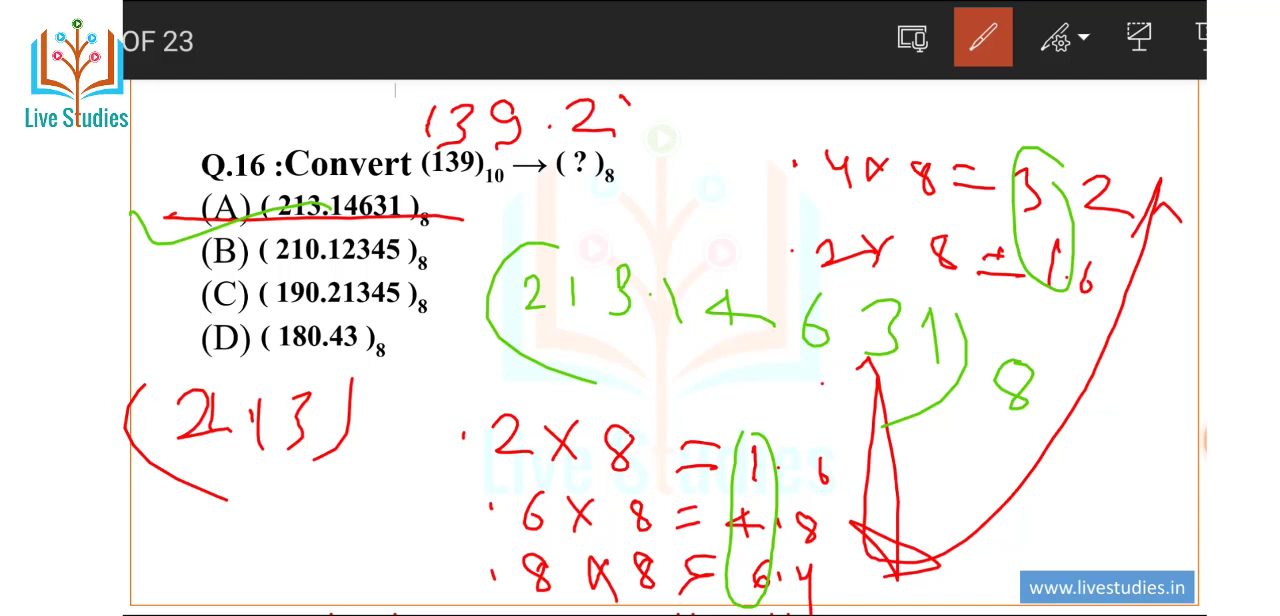 OF 23
Live Studies
139.2
Q.16 :Convert (139)10 → ( ? )8
(A) ( 213.14631 )8
(B) ( 210.12345 )8
(C) ( 190.21345 )8
(D) ( 180.43 )8
.4 × 8 = 32
.2 × 8 = 1.6
(213.14631)8
(213)
.2 × 8 = 1.6
.6 × 8 = 4.8
.8 × 8 = 6.4
www.livestudies.in